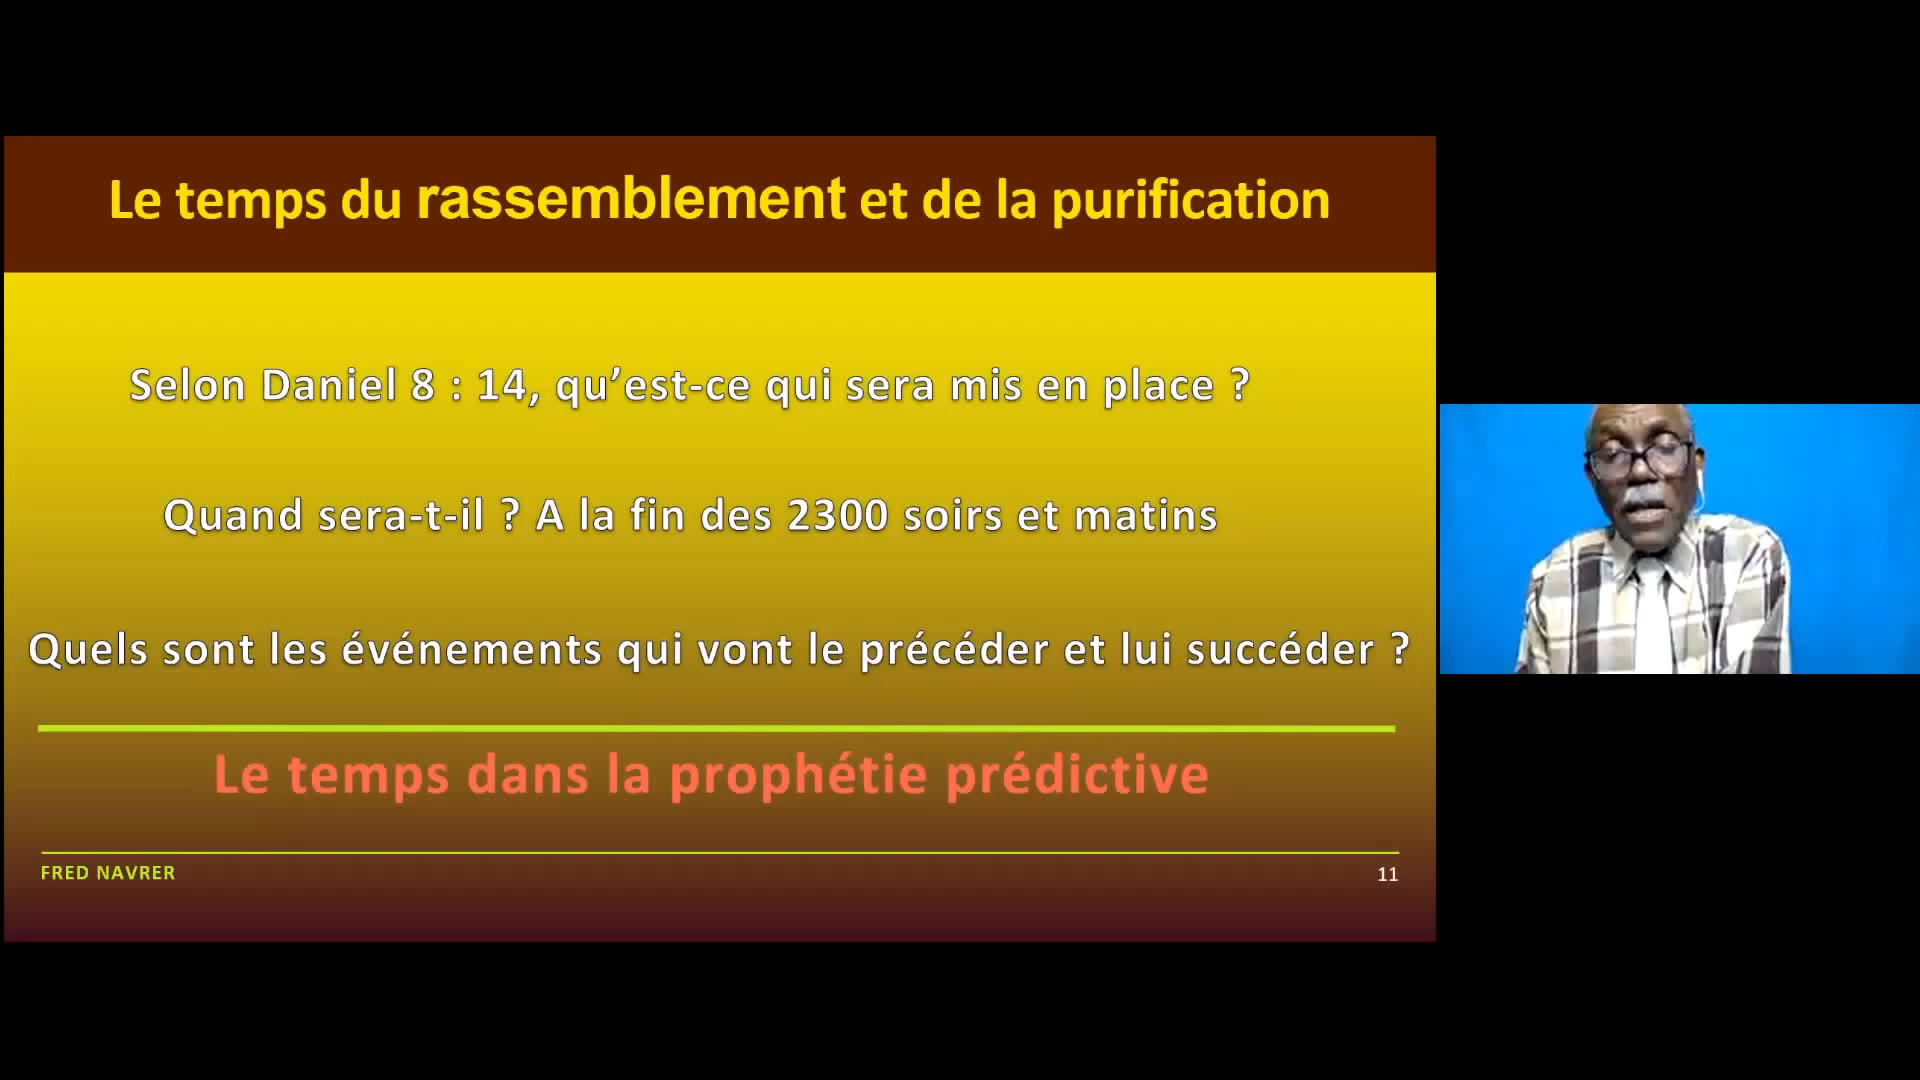 Le temps du rassemblement et de la purification
Selon Daniel 8 : 14, qu’est-ce qui sera mis en place ?
Quand sera-t-il ? A la fin des 2300 soirs et matins
Quels sont les événements qui vont le précéder et lui succéder ?
Le temps dans la prophétie prédictive
FRED NAVRER
11